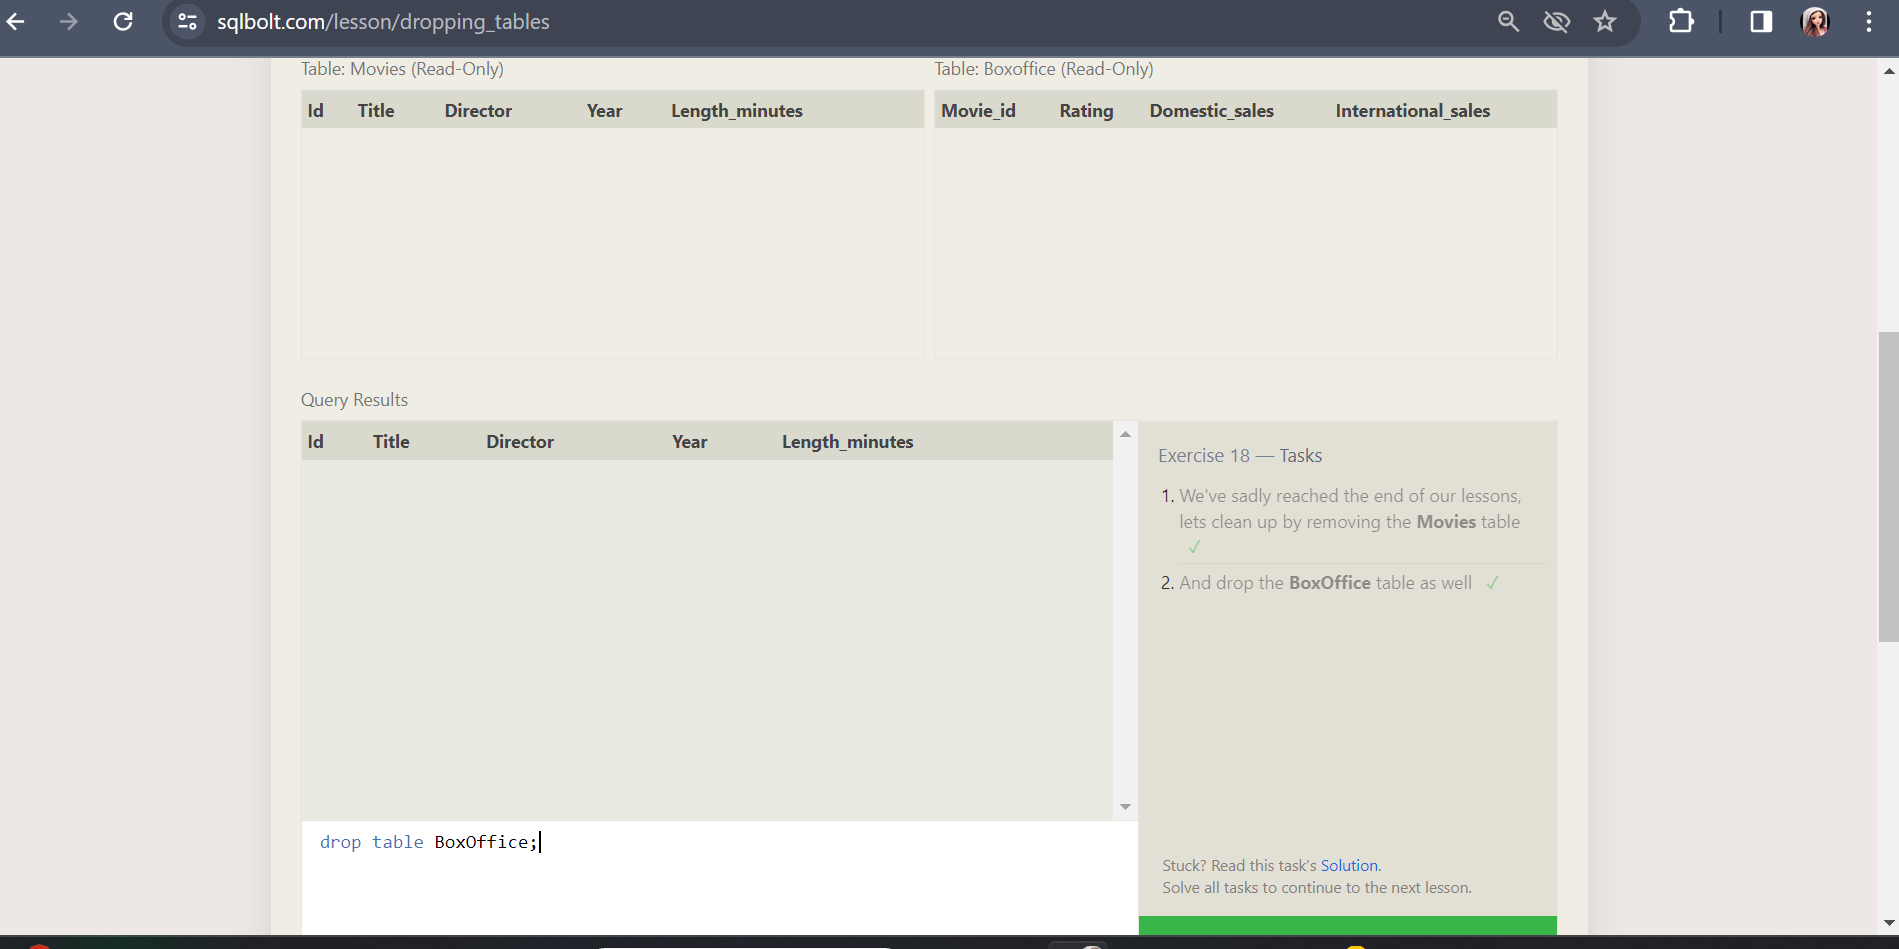 sqlbolt.com/lesson/dropping_tables
Table: Movies (Read-Only)
Table: Boxoffice (Read-Only)
Id Title Director Year Length_minutes
Movie_id Rating Domestic_sales International_sales
Query Results
Id Title Director Year Length_minutes
Exercise 18 — Tasks
1. We've sadly reached the end of our lessons,
lets clean up by removing the Movies table
✓
2. And drop the BoxOffice table as well ✓
drop table BoxOffice;
Stuck? Read this task's Solution.
Solve all tasks to continue to the next lesson.